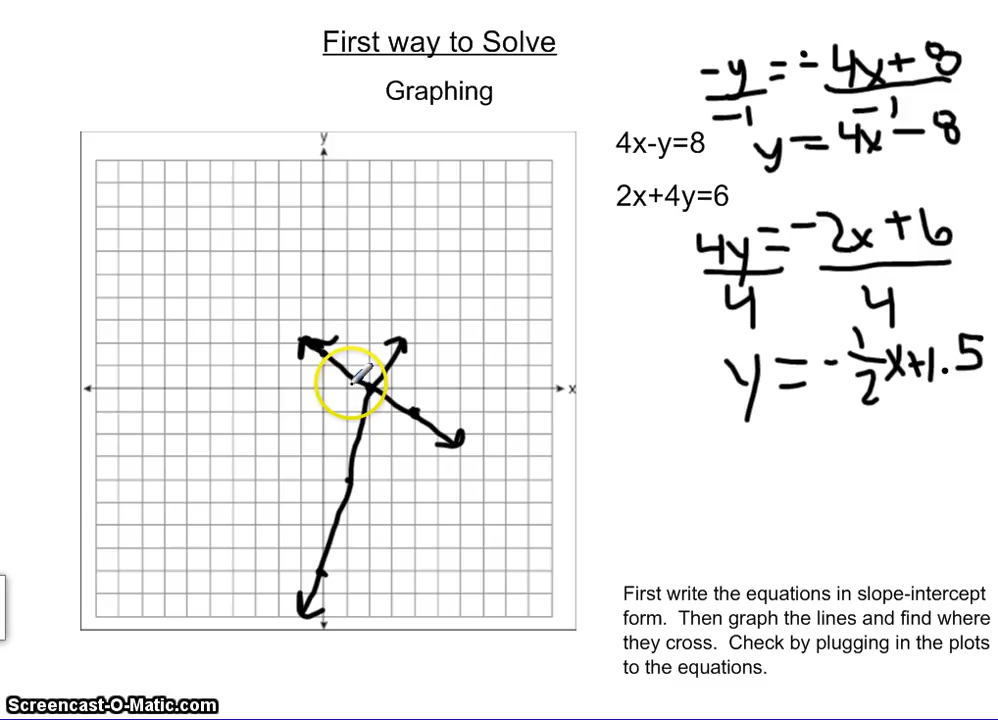 First way to Solve
Graphing
-y = -4x + 8
-1 -1
4x-y=8
y = 4x - 8
2x+4y=6
4y = -2x + 6
4 4
y = - 1/2 x + 1.5
y
x
First write the equations in slope-intercept
form. Then graph the lines and find where
they cross. Check by plugging in the plots
to the equations.
Screencast-O-Matic.com